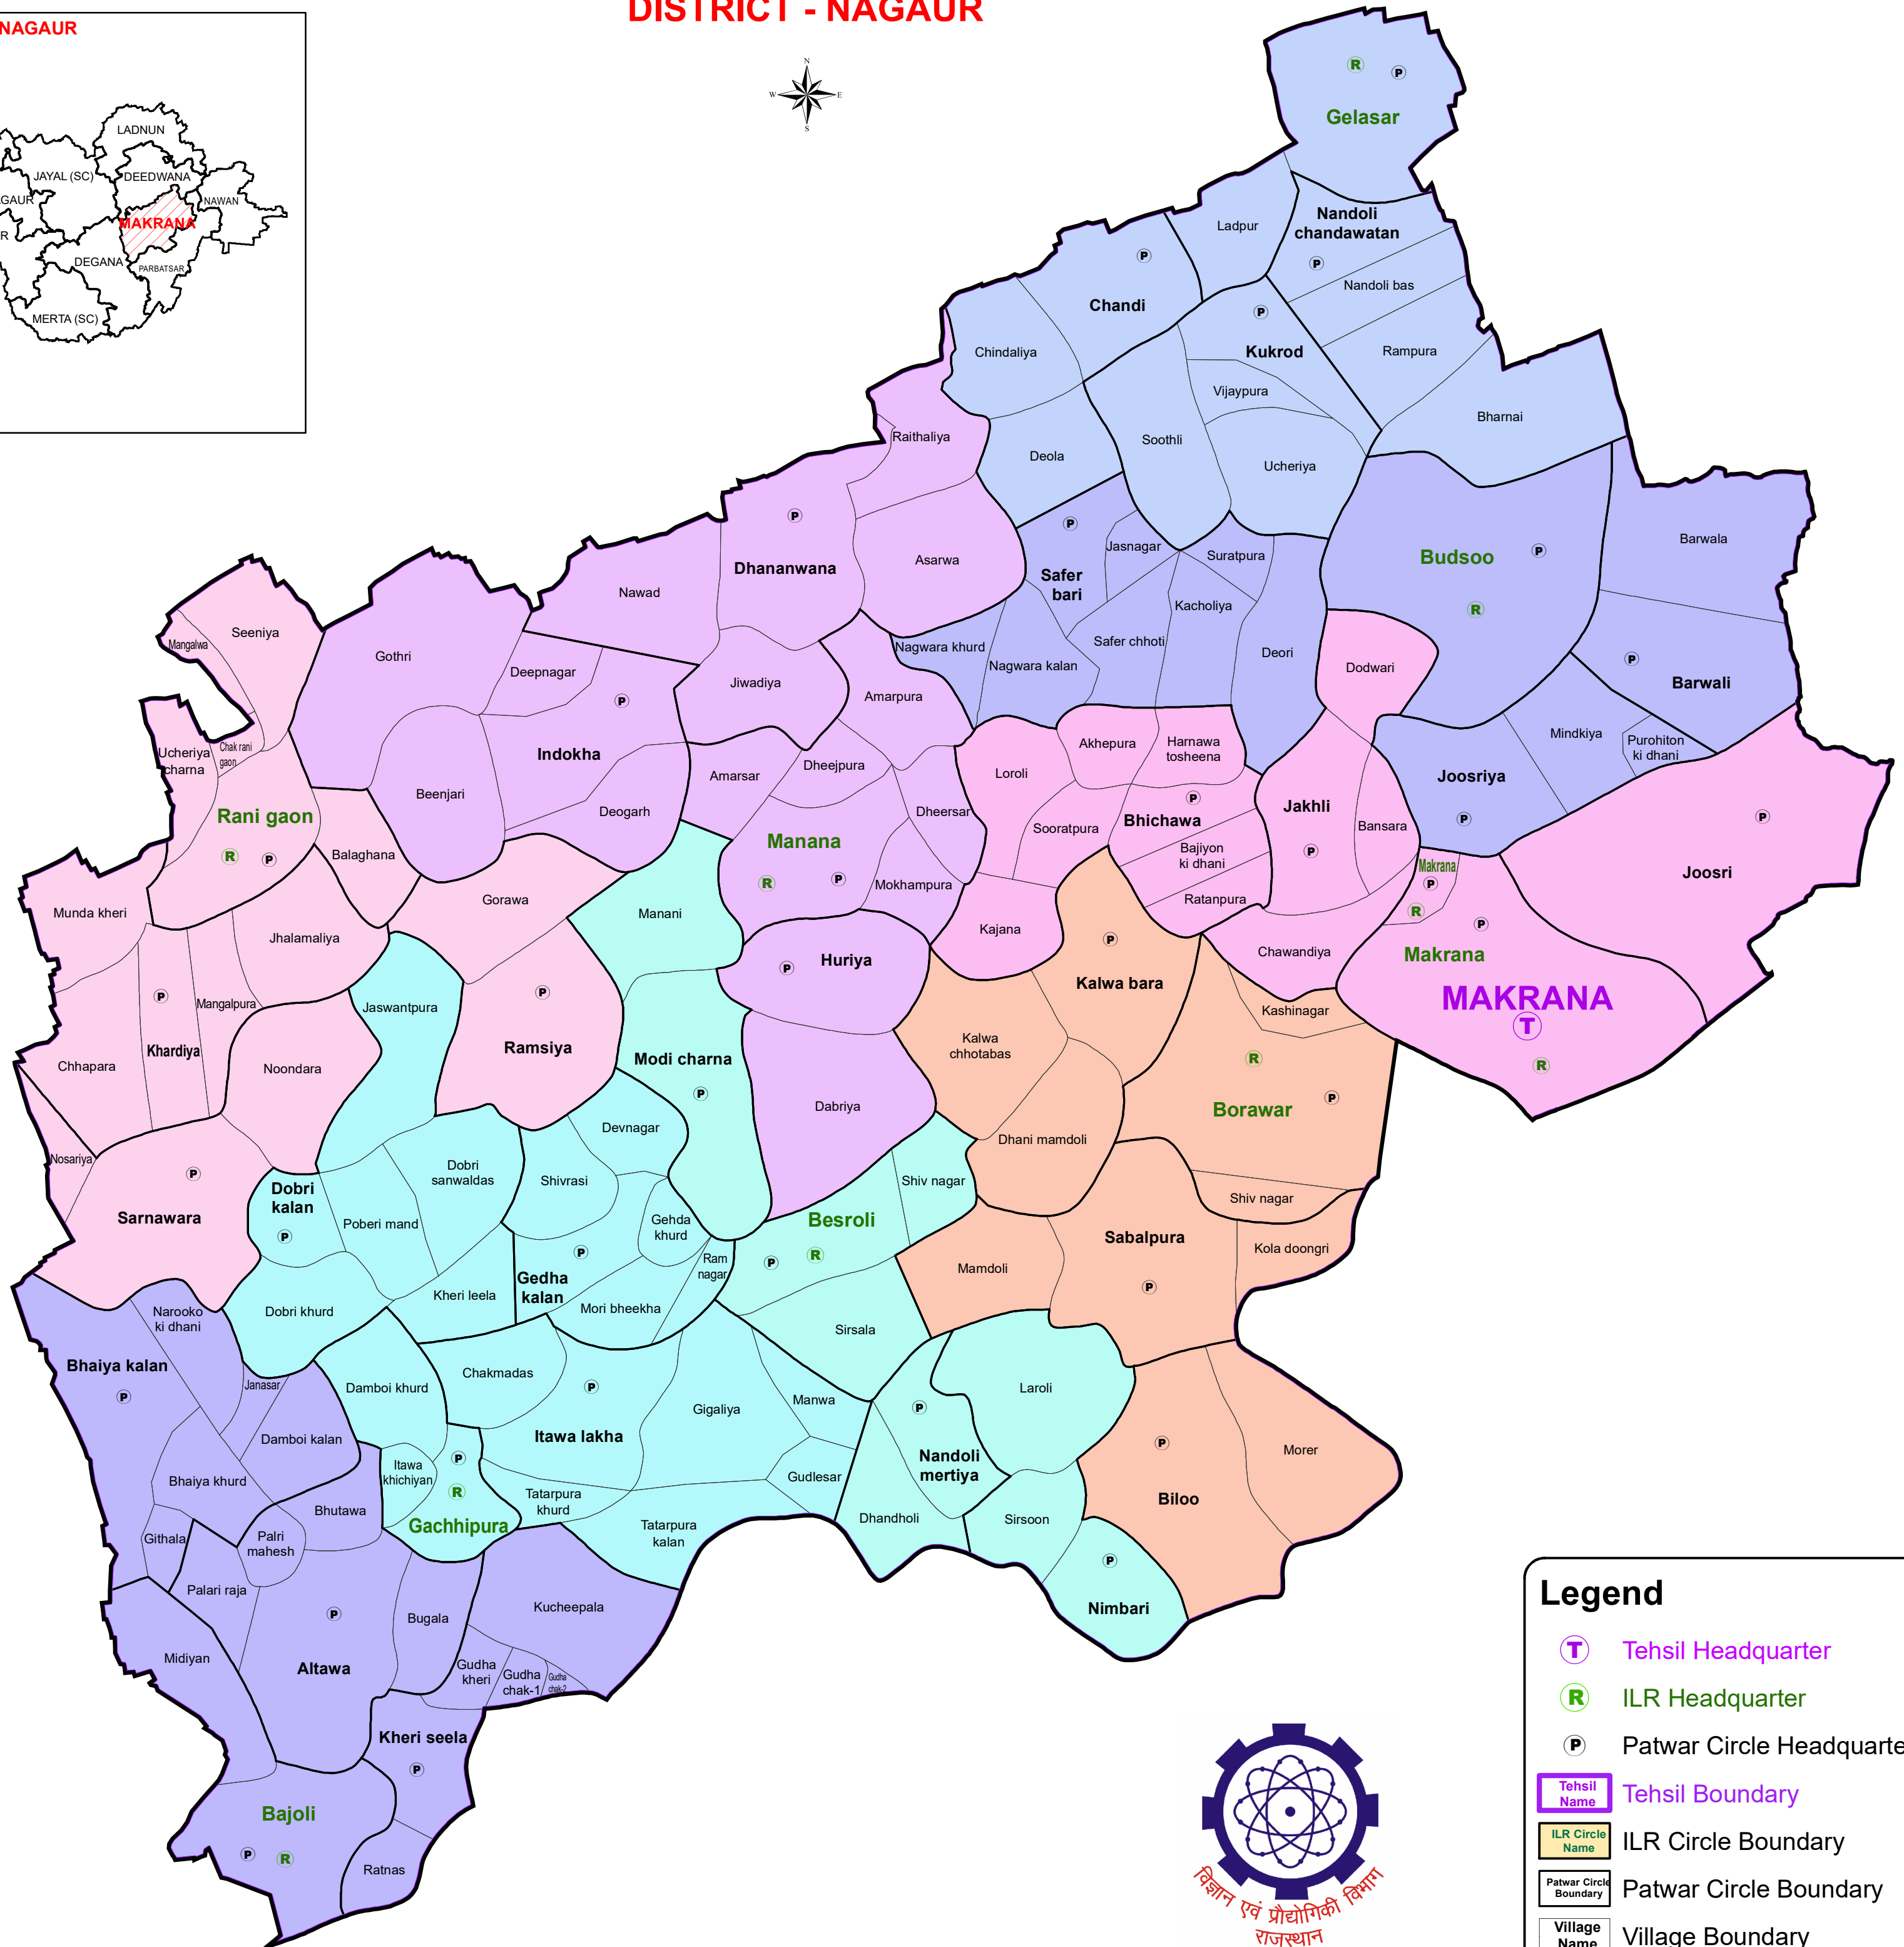 DISTRICT - NAGAUR
NAGAUR
LADNUN
JAYAL (SC)
DEEDWANA
GAUR
NAWAN
MAKRANA
R
DEGANA
PARBATSAR
MERTA (SC)
N
W
E
S
R
P
Gelasar
Ladpur
Nandoli
chandawatan
P
P
Chandi
Nandoli bas
P
Kukrod
Chindaliya
Rampura
Vijaypura
Bharnai
Raithaliya
Soothli
Deola
Ucheriya
P
P
Dhananwana
Asarwa
Jasnagar
Suratpura
Budsoo
P
R
Barwala
Safer
bari
Nawad
Kacholiya
Seeniya
Mangalwa
Gothri
Nagwara khurd
Nagwara kalan
Safer chhoti
Deori
Dodwari
P
Barwali
Deepnagar
Jiwadiya
Amarpura
P
Indokha
Ucheriya
charna
Chak rani
gaon
Akhepura
Harnawa
tosheena
Mindkiya
Purohiton
ki dhani
Joosriya
P
Amarsar
Dheejpura
Loroli
Beenjari
Deogarh
Dheersar
P
Bhichawa
Jakhli
P
Bansara
P
Joosri
Rani gaon
R
P
Balaghana
Manana
R
P
Sooratpura
Bajiyon
ki dhani
Makrana
P
R
Munda kheri
Gorawa
Manani
Mokhampura
Ratanpura
Jhalamaliya
Kajana
P
Chawandiya
P
Makrana
MAKRANA
T
R
P
Huriya
Kalwa bara
P
Khardiya
Mangalpura
Jaswantpura
P
Ramsiya
Kashinagar
Chhapara
Noondara
Modi charna
P
Kalwa
chhotabas
R
P
Borawar
Dabriya
Devnagar
Dhani mamdoli
Nosariya
P
Sarnawara
Dobri
kalan
P
Dobri
sanwaldas
Shivrasi
Shiv nagar
Shiv nagar
Poberi mand
Gehda
khurd
Besroli
P
R
Sabalpura
P
Kola doongri
P
Gedha
kalan
Ram
nagar
Mamdoli
Narooko
ki dhani
Dobri khurd
Kheri leela
Mori bheekha
Sirsala
Bhaiya kalan
P
Janasar
Damboi khurd
Chakmadas
P
Manwa
P
Laroli
Gigaliya
Itawa lakha
Damboi kalan
Nandoli
mertiya
P
Morer
Bhaiya khurd
Itawa
khichiyan
P
R
Gachhipura
Gudlesar
Biloo
Tatarpura
khurd
Bhutawa
Githala
Palri
mahesh
Tatarpura
kalan
Dhandholi
Sirsoon
P
Nimbari
Palari raja
P
Bugala
Kucheepala
Midiyan
Altawa
Gudha
kheri
Gudha
chak-1
Gudha
chak-2
Kheri seela
P
Bajoli
P
R
Ratnas
विज्ञान एवं प्रौद्योगिकी विभाग
राजस्थान
Legend
T Tehsil Headquarter
R ILR Headquarter
P Patwar Circle Headquarte
Tehsil
Name
Tehsil Boundary
ILR Circle
Name
ILR Circle Boundary
Patwar Circle
Boundary
Patwar Circle Boundary
Village
Name
Village Boundary